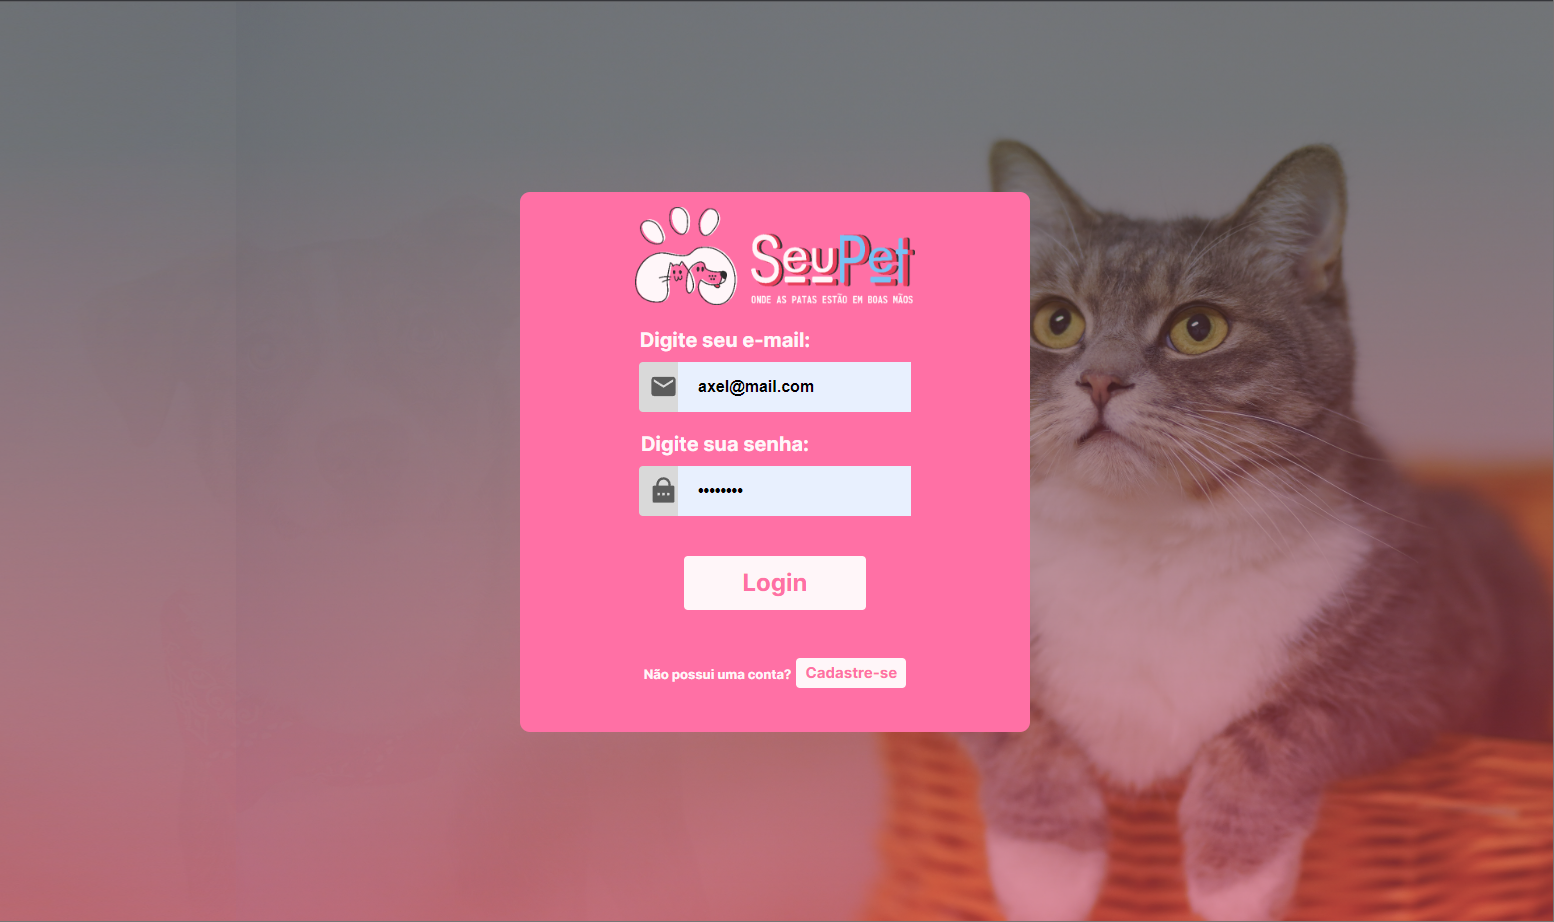 SeuPet
ONDE AS PATAS ESTÃO EM BOAS MÃOS
Digite seu e-mail:
axel@mail.com
Digite sua senha:
••••••••
Login
Não possui uma conta? Cadastre-se